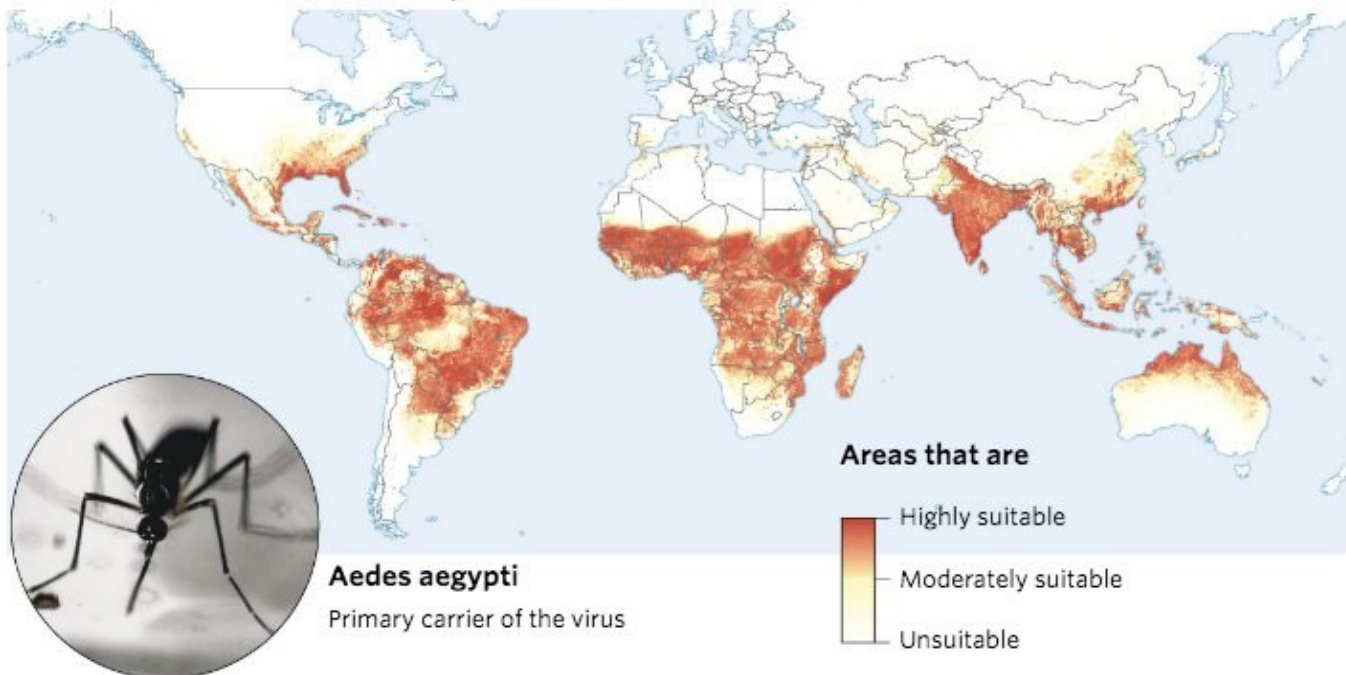 Areas that are
Highly suitable
Moderately suitable
Unsuitable
Aedes aegypti
Primary carrier of the virus